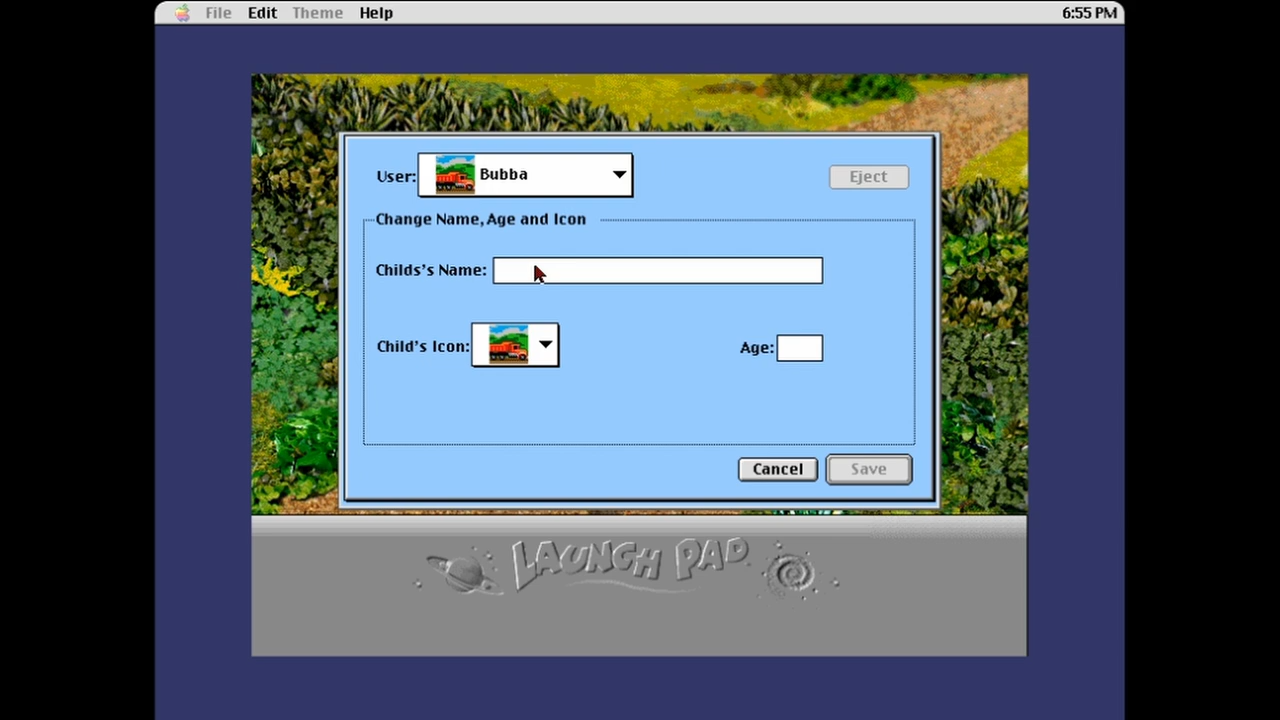 File Edit Theme Help 6:55 PM
User: Bubba Eject
Change Name, Age and Icon
Childs's Name:
Child's Icon: Age:
Cancel Save
LAUNCH PAD